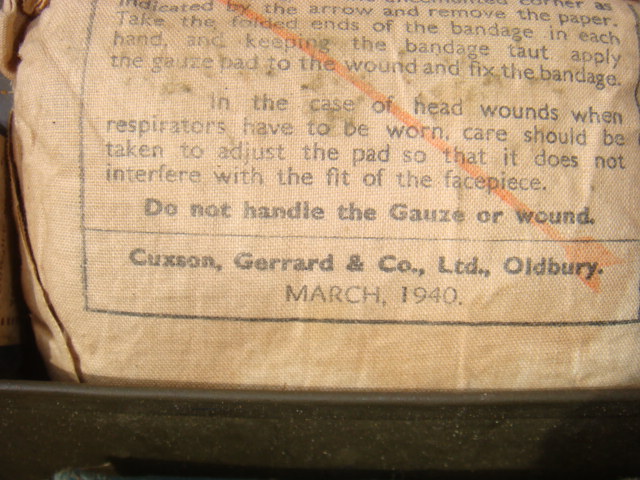 indicated by the arrow and remove the paper.
Take the folded ends of the bandage in each
hand, and keeping the bandage taut apply
the gauze pad to the wound and fix the bandage.
In the case of head wounds when
respirators have to be worn, care should be
taken to adjust the pad so that it does not
interfere with the fit of the facepiece.
Do not handle the Gauze or wound.
Cuxson, Gerrard & Co., Ltd., Oldbury.
MARCH, 1940.